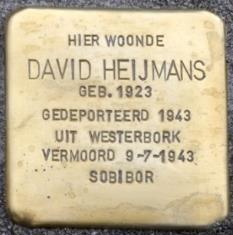 HIER WOONDE
DAVID HEIJMANS
GEB. 1923
GEDEPORTEERD 1943
UIT WESTERBORK
VERMOORD 9-7-1943
SOBIBOR